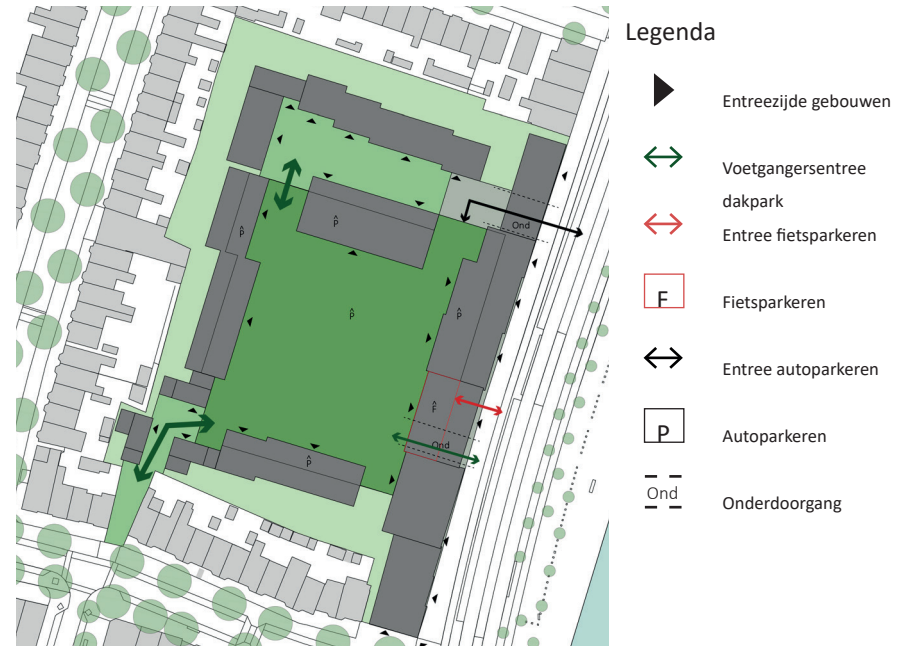 Legenda
Entreezijde gebouwen
Voetgangersentree
dakpark
Entree fietsparkeren
F
Fietsparkeren
Entree autoparkeren
P
Autoparkeren
Ond
Onderdoorgang
P̂
P̂
Ond
P̂
P̂
F̂
Ond
P̂